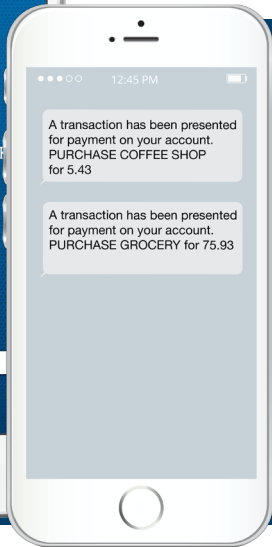 12:45 PM
A transaction has been presented
for payment on your account.
PURCHASE COFFEE SHOP
for 5.43
A transaction has been presented
for payment on your account.
PURCHASE GROCERY for 75.93